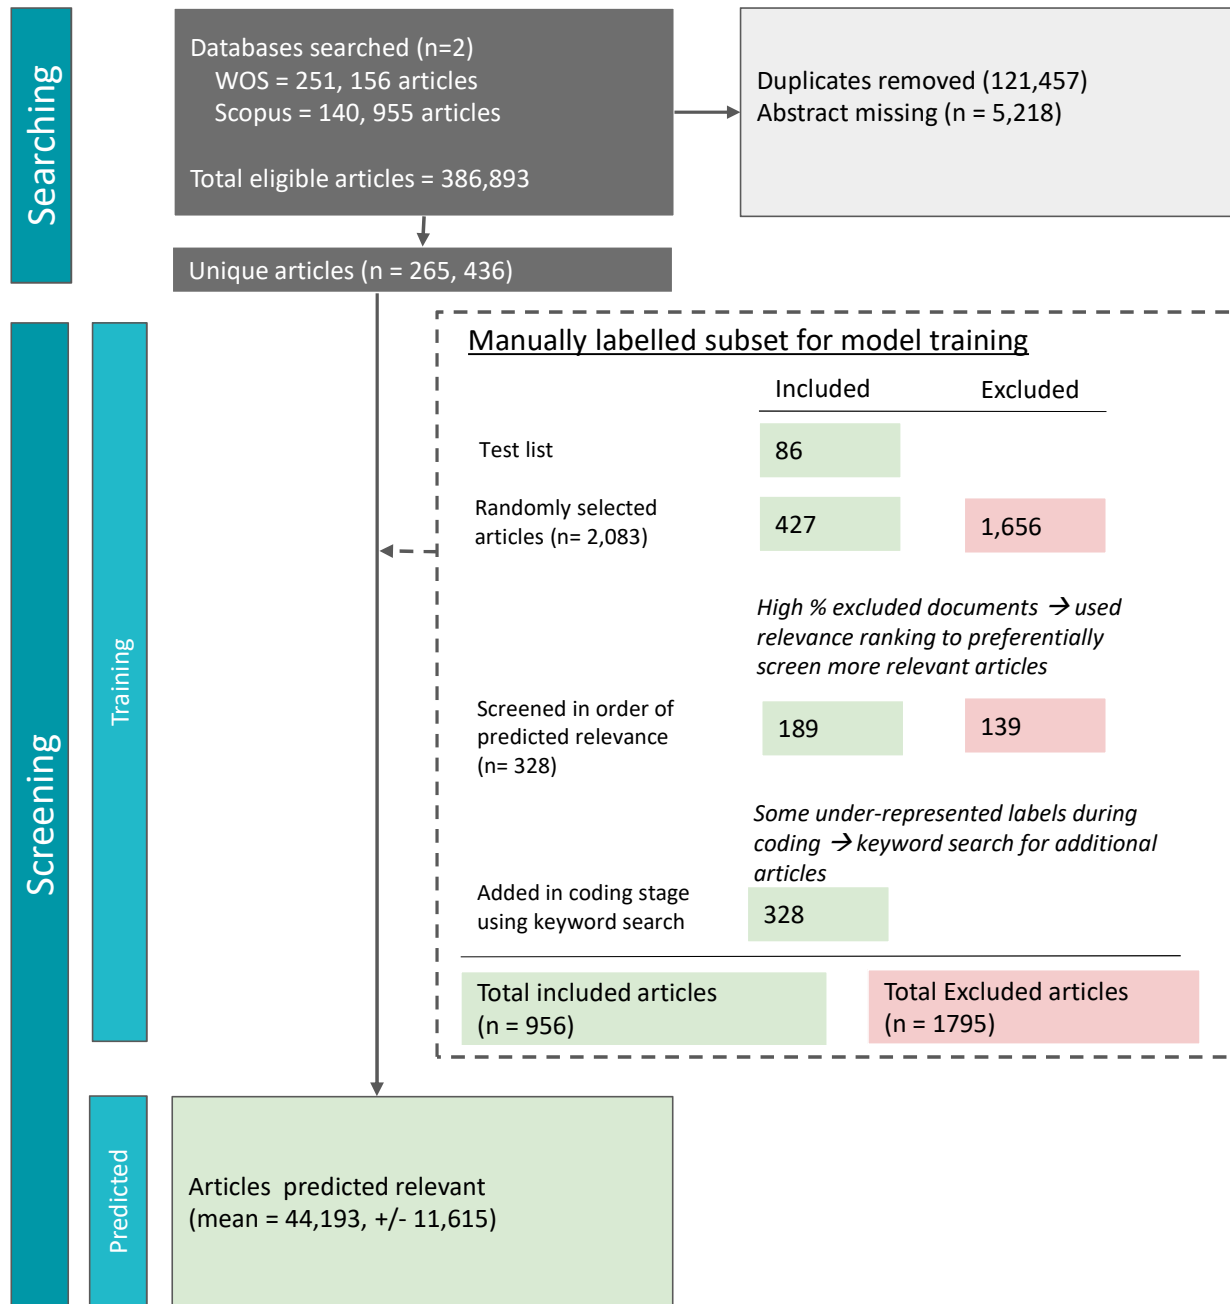 Searching
Databases searched (n=2)
WOS = 251, 156 articles
Scopus = 140, 955 articles
Total eligible articles = 386,893
Duplicates removed (121,457)
Abstract missing (n = 5,218)
Unique articles (n = 265, 436)
Screening
Training
Manually labelled subset for model training
Included Excluded
Test list
86
Randomly selected
articles (n= 2,083)
427
1,656
High % excluded documents → used
relevance ranking to preferentially
screen more relevant articles
Screened in order of
predicted relevance
(n= 328)
189
139
Some under-represented labels during
coding → keyword search for additional
articles
Added in coding stage
using keyword search
328
Total included articles
(n = 956)
Total Excluded articles
(n = 1795)
Predicted
Articles predicted relevant
(mean = 44,193, +/- 11,615)